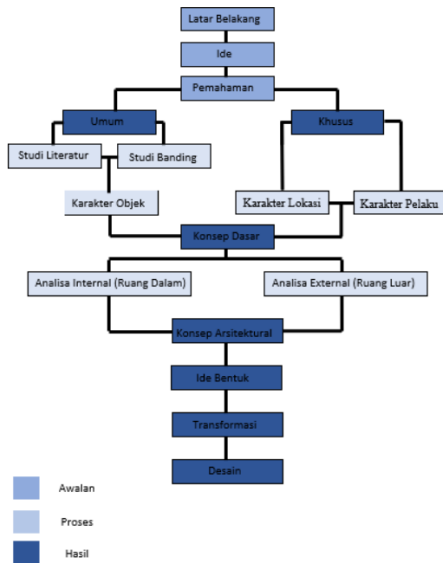 Latar Belakang
Ide
Pemahaman
Umum
Khusus
Studi Literatur
Studi Banding
Karakter Objek
Karakter Lokasi
Karakter Pelaku
Konsep Dasar
Analisa Internal (Ruang Dalam)
Analisa External (Ruang Luar)
Konsep Arsitektural
Ide Bentuk
Transformasi
Desain
Awalan
Proses
Hasil